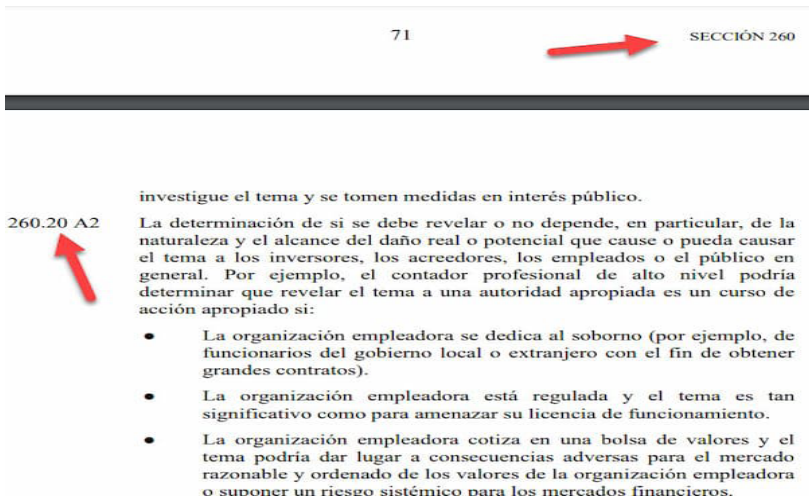 71 SECCIÓN 260
investigue el tema y se tomen medidas en interés público.
260.20 A2 La determinación de si se debe revelar o no depende, en particular, de la
naturaleza y el alcance del daño real o potencial que cause o pueda causar
el tema a los inversores, los acreedores, los empleados o el público en
general. Por ejemplo, el contador profesional de alto nivel podría
determinar que revelar el tema a una autoridad apropiada es un curso de
acción apropiado si:
• La organización empleadora se dedica al soborno (por ejemplo, de
funcionarios del gobierno local o extranjero con el fin de obtener
grandes contratos).
• La organización empleadora está regulada y el tema es tan
significativo como para amenazar su licencia de funcionamiento.
• La organización empleadora cotiza en una bolsa de valores y el
tema podría dar lugar a consecuencias adversas para el mercado
razonable y ordenado de los valores de la organización empleadora
o suponer un riesgo sistémico para los mercados financieros.